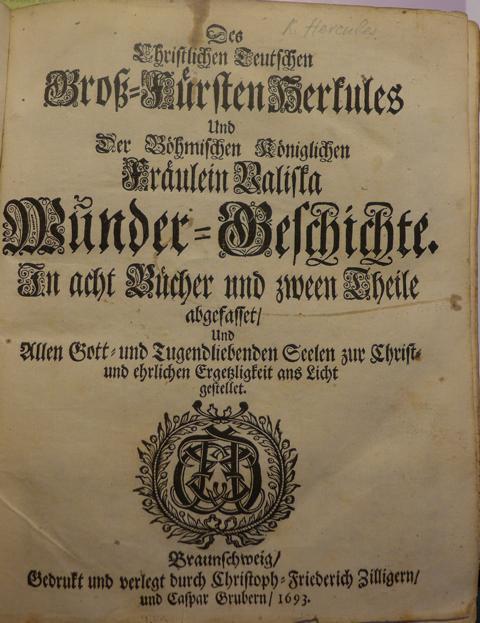 K. Hercules.
Des
Christlichen Teutschen
Groß-Fürsten Herkules
Und
Der Böhmischen Königlichen
Fräulein Valiska
Wunder-Geschichte.
In acht Bücher und zween Theile
abgefasset/
Und
Allen Gott- und Tugendliebenden Seelen zur Christ-
und ehrlichen Ergetzligkeit ans Licht
gestellet.
Braunschweig/
Gedrukt und verlegt durch Christoph-Friederich Zilligern/
und Caspar Grubern/ 1693.